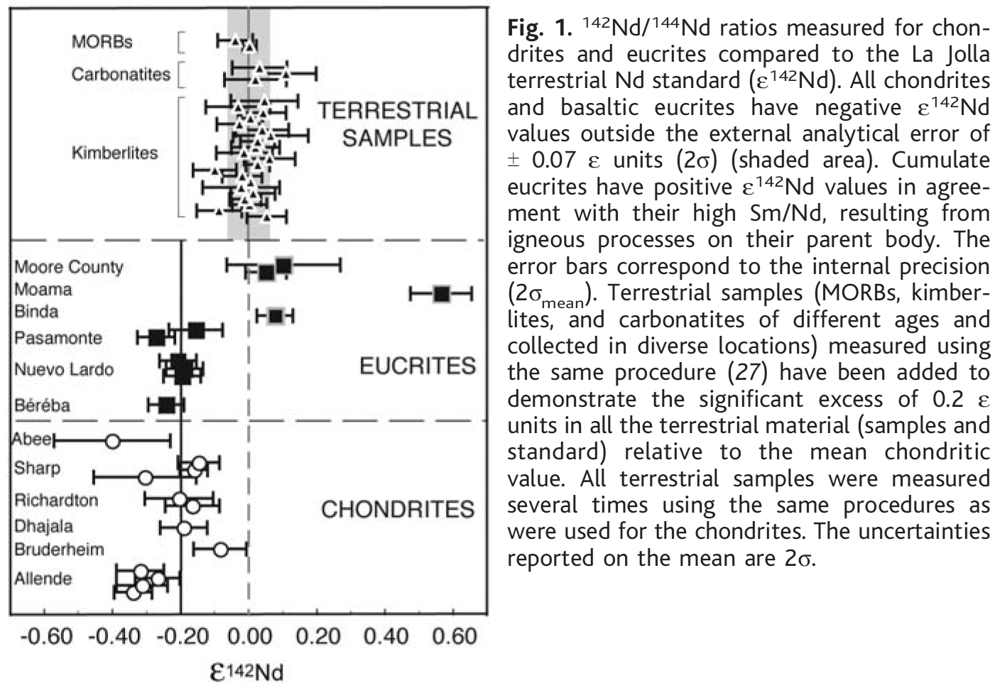 MORBs
Carbonatites
Kimberlites
TERRESTRIAL
SAMPLES
Moore County
Moama
Binda
Pasamonte
Nuevo Lardo
Béréba
EUCRITES
Abee
Sharp
Richardton
Dhajala
Bruderheim
Allende
CHONDRITES
-0.60 -0.40 -0.20 0.00 0.20 0.40 0.60
ε¹⁴²Nd
Fig. 1. ¹⁴²Nd/¹⁴⁴Nd ratios measured for chon-
drites and eucrites compared to the La Jolla
terrestrial Nd standard (ε¹⁴²Nd). All chondrites
and basaltic eucrites have negative ε¹⁴²Nd
values outside the external analytical error of
± 0.07 ε units (2σ) (shaded area). Cumulate
eucrites have positive ε¹⁴²Nd values in agree-
ment with their high Sm/Nd, resulting from
igneous processes on their parent body. The
error bars correspond to the internal precision
(2σmean). Terrestrial samples (MORBs, kimber-
lites, and carbonatites of different ages and
collected in diverse locations) measured using
the same procedure (27) have been added to
demonstrate the significant excess of 0.2 ε
units in all the terrestrial material (samples and
standard) relative to the mean chondritic
value. All terrestrial samples were measured
several times using the same procedures as
were used for the chondrites. The uncertainties
reported on the mean are 2σ.